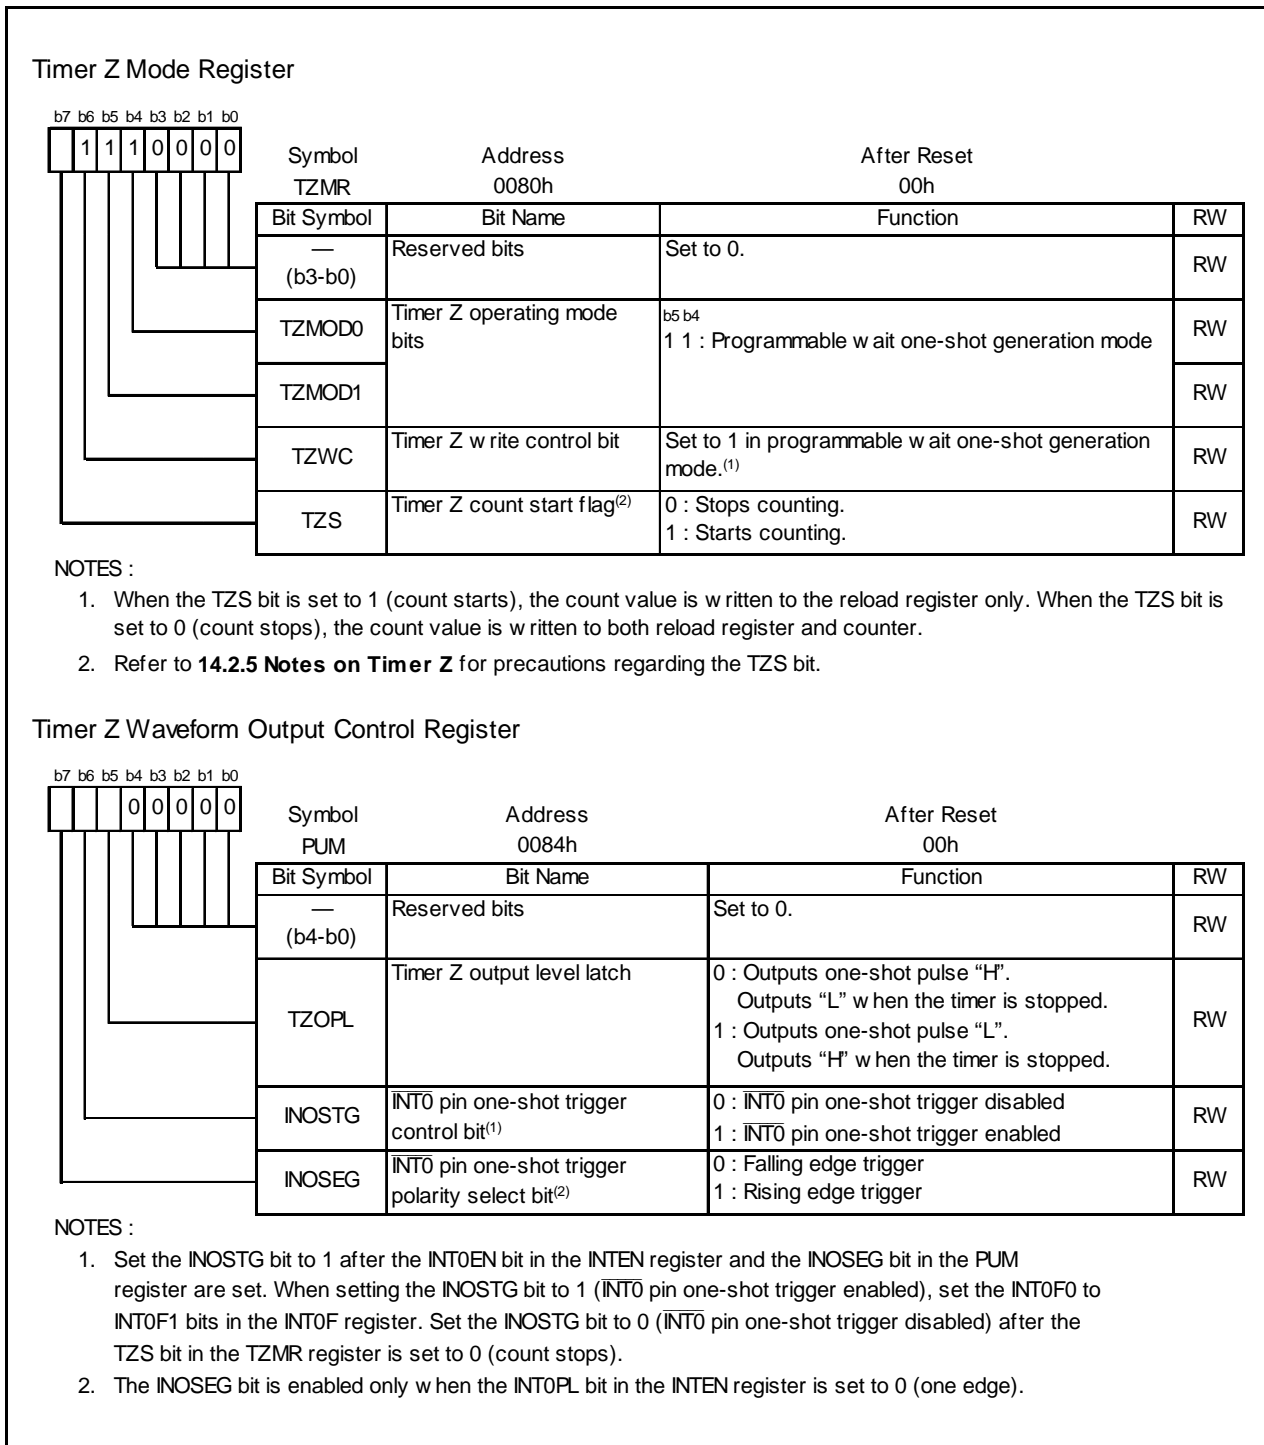 Timer Z Mode Register
b7 b6 b5 b4 b3 b2 b1 b0
1 1 1 0 0 0 0
Symbol Address After Reset
TZMR 0080h 00h
Bit Symbol Bit Name Function RW
— Reserved bits Set to 0. RW
(b3-b0)
TZMOD0 Timer Z operating mode bits b5 b4 RW
1 1 : Programmable wait one-shot generation mode
TZMOD1 RW
TZWC Timer Z write control bit Set to 1 in programmable wait one-shot generation RW
mode.(1)
TZS Timer Z count start flag(2) 0 : Stops counting. RW
1 : Starts counting.
NOTES :
1. When the TZS bit is set to 1 (count starts), the count value is written to the reload register only. When the TZS bit is
set to 0 (count stops), the count value is written to both reload register and counter.
2. Refer to 14.2.5 Notes on Timer Z for precautions regarding the TZS bit.
Timer Z Waveform Output Control Register
b7 b6 b5 b4 b3 b2 b1 b0
0 0 0 0 0
Symbol Address After Reset
PUM 0084h 00h
Bit Symbol Bit Name Function RW
— Reserved bits Set to 0. RW
(b4-b0)
TZOPL Timer Z output level latch 0 : Outputs one-shot pulse “H”. RW
Outputs “L” when the timer is stopped.
1 : Outputs one-shot pulse “L”.
Outputs “H” when the timer is stopped.
INOSTG INT0 pin one-shot trigger 0 : INT0 pin one-shot trigger disabled RW
control bit(1) 1 : INT0 pin one-shot trigger enabled
INOSEG INT0 pin one-shot trigger 0 : Falling edge trigger RW
polarity select bit(2) 1 : Rising edge trigger
NOTES :
1. Set the INOSTG bit to 1 after the INT0EN bit in the INTEN register and the INOSEG bit in the PUM
register are set. When setting the INOSTG bit to 1 (INT0 pin one-shot trigger enabled), set the INT0F0 to
INT0F1 bits in the INT0F register. Set the INOSTG bit to 0 (INT0 pin one-shot trigger disabled) after the
TZS bit in the TZMR register is set to 0 (count stops).
2. The INOSEG bit is enabled only when the INT0PL bit in the INTEN register is set to 0 (one edge).